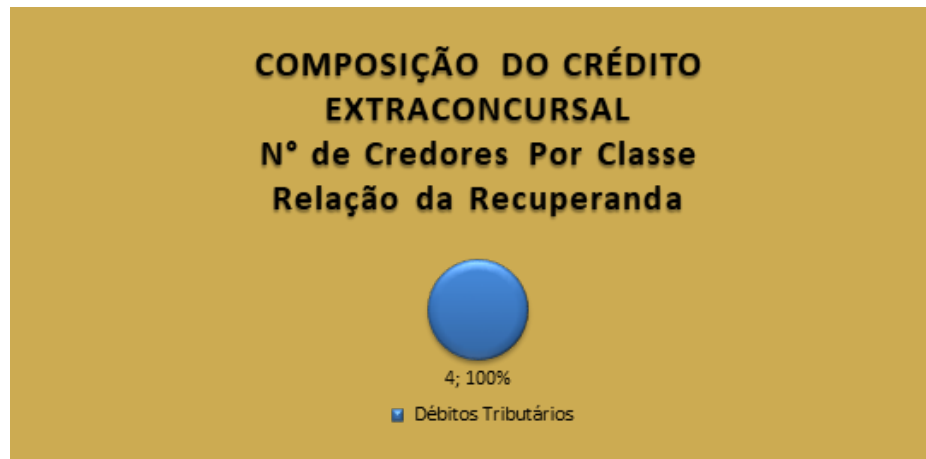 COMPOSIÇÃO DO CRÉDITO
EXTRACONCURSAL
N° de Credores Por Classe
Relação da Recuperanda
4; 100%
Débitos Tributários